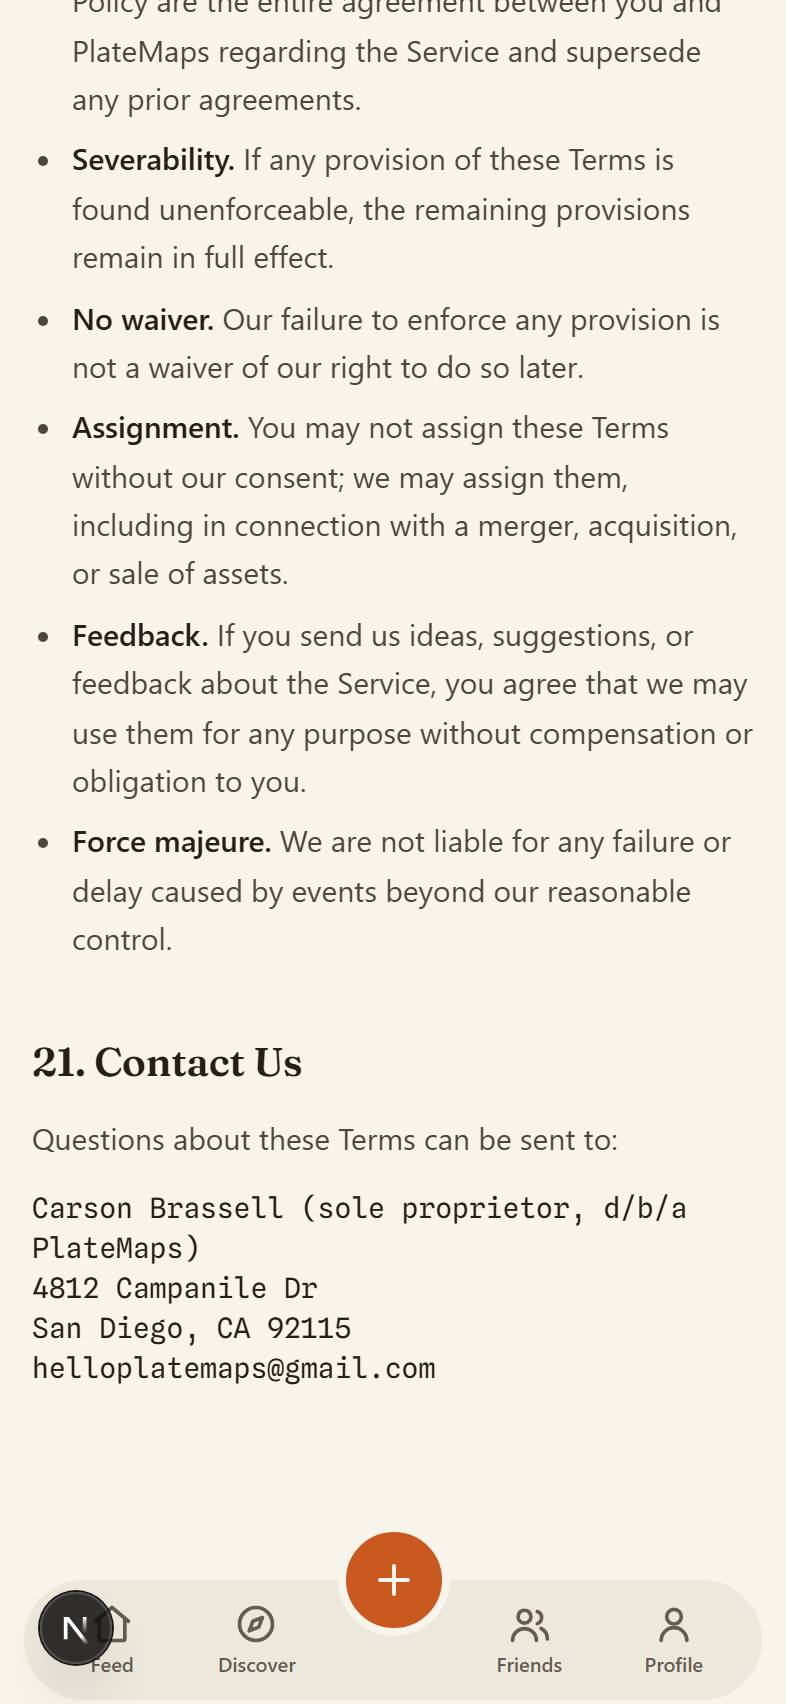 Policy are the entire agreement between you and
PlateMaps regarding the Service and supersede
any prior agreements.
• Severability. If any provision of these Terms is
found unenforceable, the remaining provisions
remain in full effect.
• No waiver. Our failure to enforce any provision is
not a waiver of our right to do so later.
• Assignment. You may not assign these Terms
without our consent; we may assign them,
including in connection with a merger, acquisition,
or sale of assets.
• Feedback. If you send us ideas, suggestions, or
feedback about the Service, you agree that we may
use them for any purpose without compensation or
obligation to you.
• Force majeure. We are not liable for any failure or
delay caused by events beyond our reasonable
control.
21. Contact Us
Questions about these Terms can be sent to:
Carson Brassell (sole proprietor, d/b/a
PlateMaps)
4812 Campanile Dr
San Diego, CA 92115
helloplatemaps@gmail.com
N
Feed
Discover
Friends
Profile